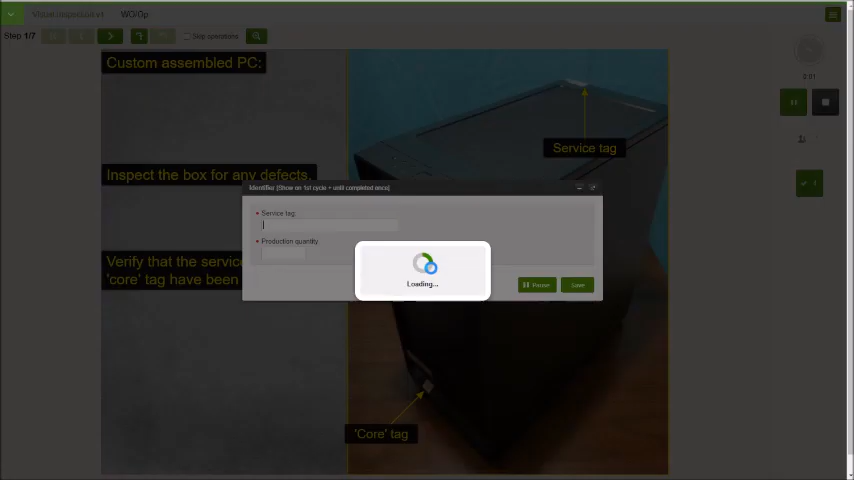 Visual inspection v1 WO/Op
Step 1/7
Skip operations
Custom assembled PC:
Service tag
Inspect the box for any defects.
Identifier [Show on 1st cycle + until completed once]
Service tag
Production quantity
Verify that the service
'core' tag have been
Loading...
Pause
Save
'Core' tag